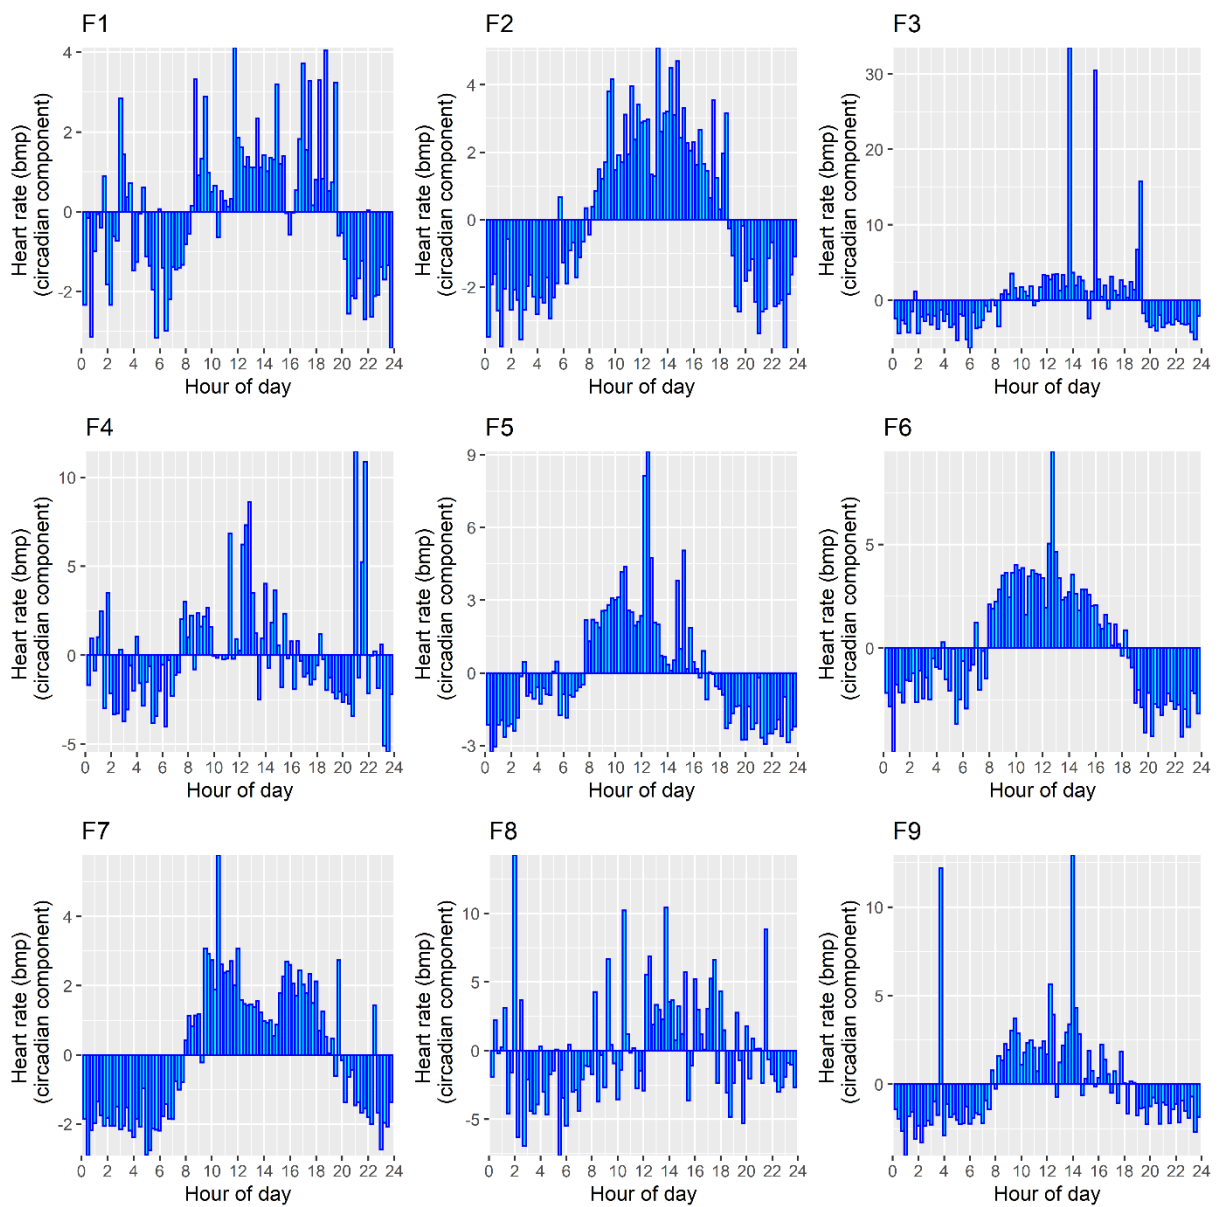 F1
F2
F3
Heart rate (bmp)
(circadian component)
4
2
0
-2
0 2 4 6 8 10 12 14 16 18 20 22 24
Hour of day
Heart rate (bmp)
(circadian component)
4
2
0
-2
0 2 4 6 8 10 12 14 16 18 20 22 24
Hour of day
Heart rate (bmp)
(circadian component)
30
20
10
0
0 2 4 6 8 10 12 14 16 18 20 22 24
Hour of day
F4
F5
F6
Heart rate (bmp)
(circadian component)
10
5
0
-5
0 2 4 6 8 10 12 14 16 18 20 22 24
Hour of day
Heart rate (bmp)
(circadian component)
9
6
3
0
-3
0 2 4 6 8 10 12 14 16 18 20 22 24
Hour of day
Heart rate (bmp)
(circadian component)
5
0
0 2 4 6 8 10 12 14 16 18 20 22 24
Hour of day
F7
F8
F9
Heart rate (bmp)
(circadian component)
4
2
0
-2
0 2 4 6 8 10 12 14 16 18 20 22 24
Hour of day
Heart rate (bmp)
(circadian component)
10
5
0
-5
0 2 4 6 8 10 12 14 16 18 20 22 24
Hour of day
Heart rate (bmp)
(circadian component)
10
5
0
0 2 4 6 8 10 12 14 16 18 20 22 24
Hour of day